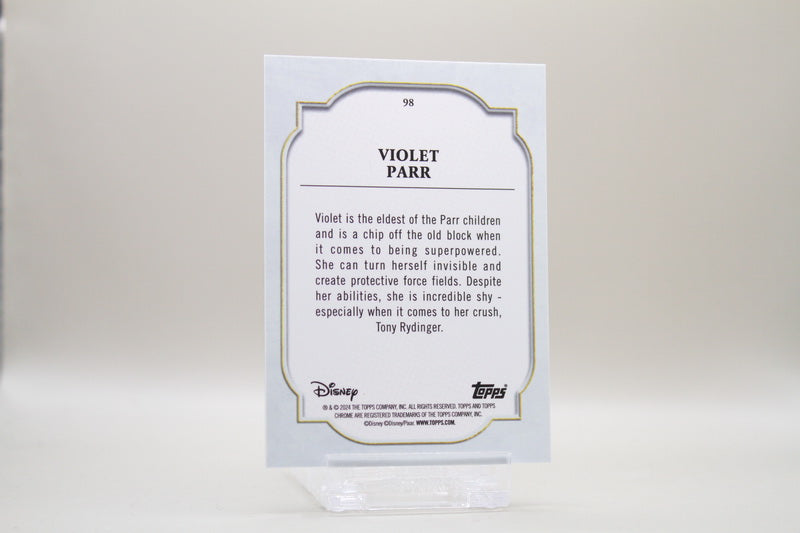 98
VIOLET
PARR
Violet is the eldest of the Parr children
and is a chip off the old block when
it comes to being superpowered.
She can turn herself invisible and
create protective force fields. Despite
her abilities, she is incredible shy -
especially when it comes to her crush,
Tony Rydinger.
Disney
Topps
® & © 2024 THE TOPPS COMPANY, INC. ALL RIGHTS RESERVED. TOPPS AND TOPPS
CHROME ARE REGISTERED TRADEMARKS OF THE TOPPS COMPANY, INC.
©Disney ©Disney/Pixar. WWW.TOPPS.COM.